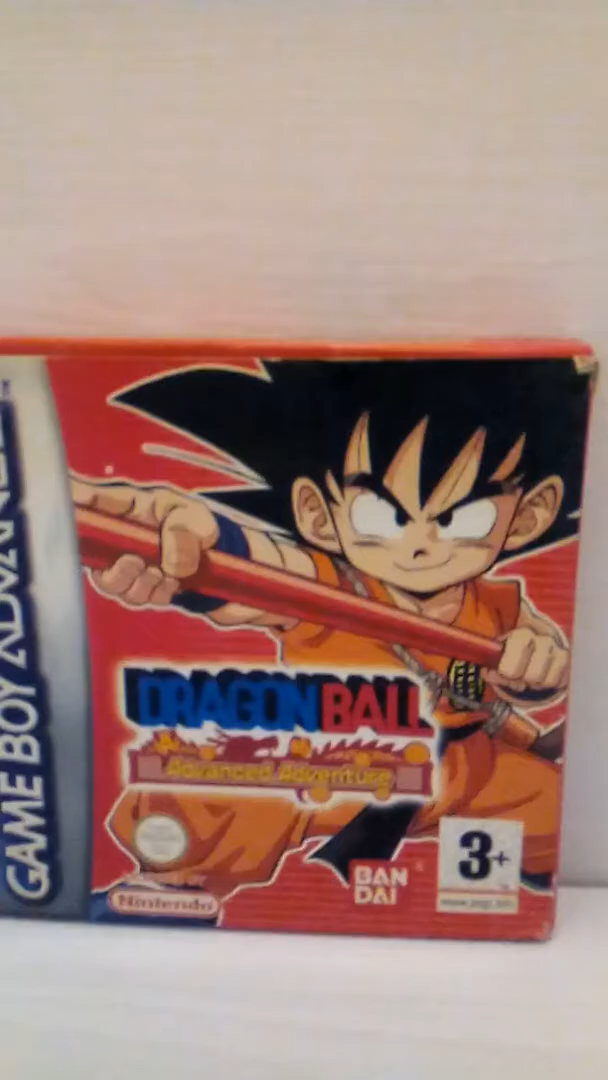 GAME BOY ADVANCE
DRAGON BALL
Advanced Adventure
3+
BAN
DAI
Nintendo